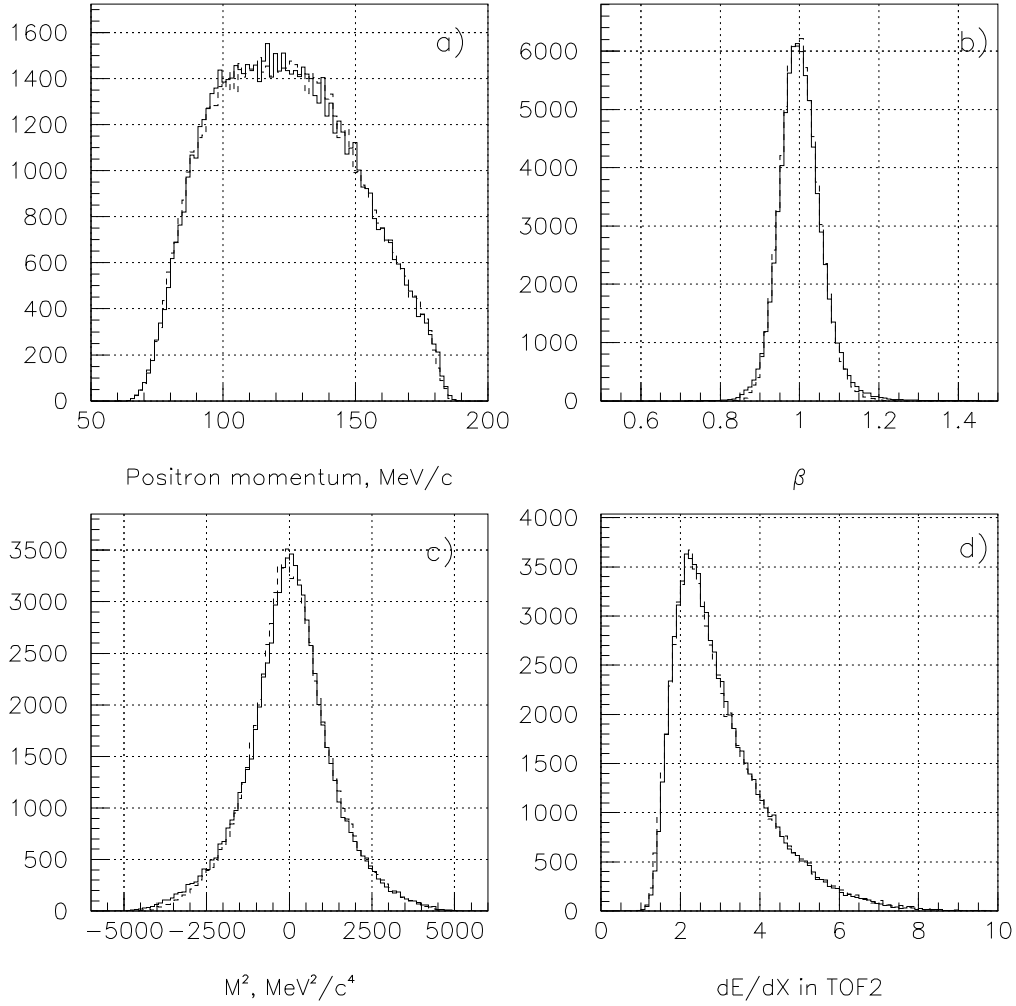 a)
1600
1400
1200
1000
800
600
400
200
0
50 100 150 200
Positron momentum, MeV/c
b)
6000
5000
4000
3000
2000
1000
0
0.6 0.8 1 1.2 1.4
β
c)
3500
3000
2500
2000
1500
1000
500
0
−5000 −2500 0 2500 5000
M², MeV²/c⁴
d)
4000
3500
3000
2500
2000
1500
1000
500
0
0 2 4 6 8 10
dE/dX in TOF2